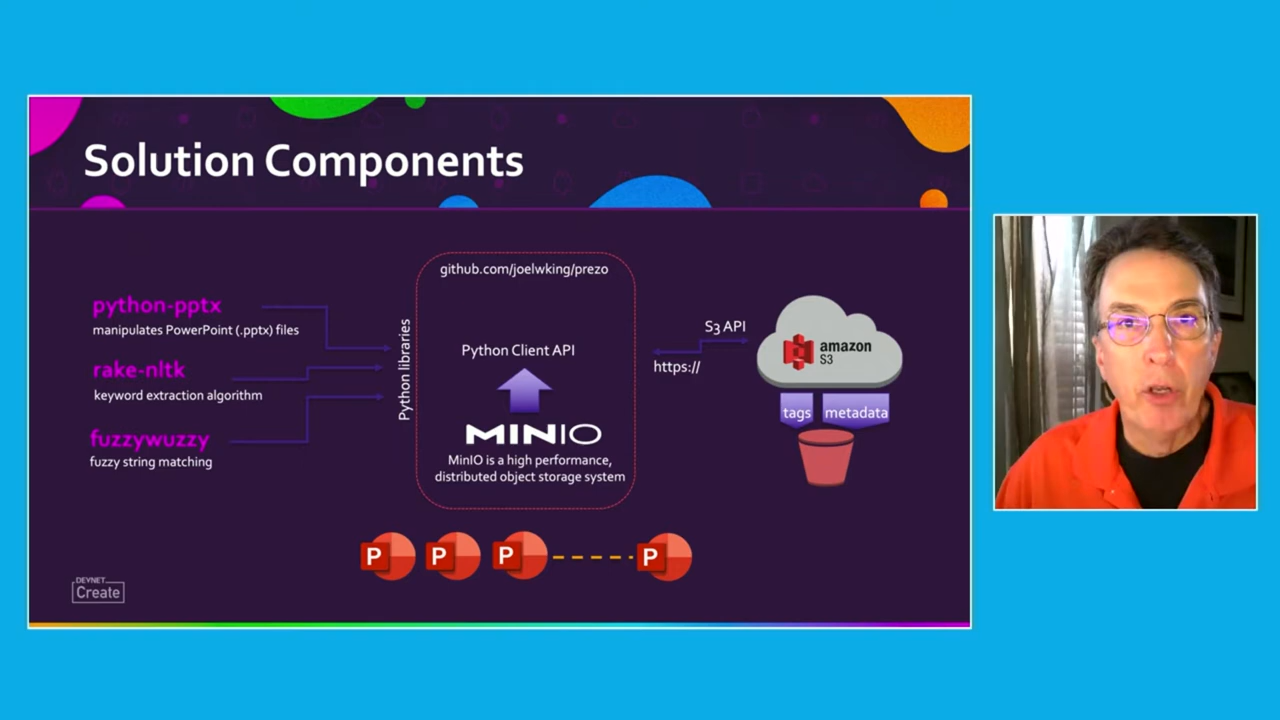 Solution Components
github.com/joelwking/prezo
python-pptx
manipulates PowerPoint (.pptx) files
rake-nltk
keyword extraction algorithm
fuzzywuzzy
fuzzy string matching
Python libraries
Python Client API
MINIO
MinIO is a high performance,
distributed object storage system
S3 API
https://
amazon
S3
tags
metadata
P
P
P
P
DEVNET
Create